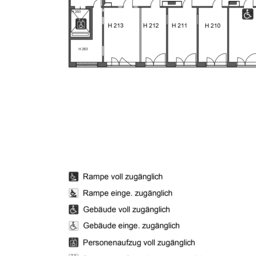 H 213 H 212 H 211 H 210
Rampe voll zugänglich
Rampe einge. zugänglich
Gebäude voll zugänglich
Gebäude einge. zugänglich
Personenaufzug voll zugänglich